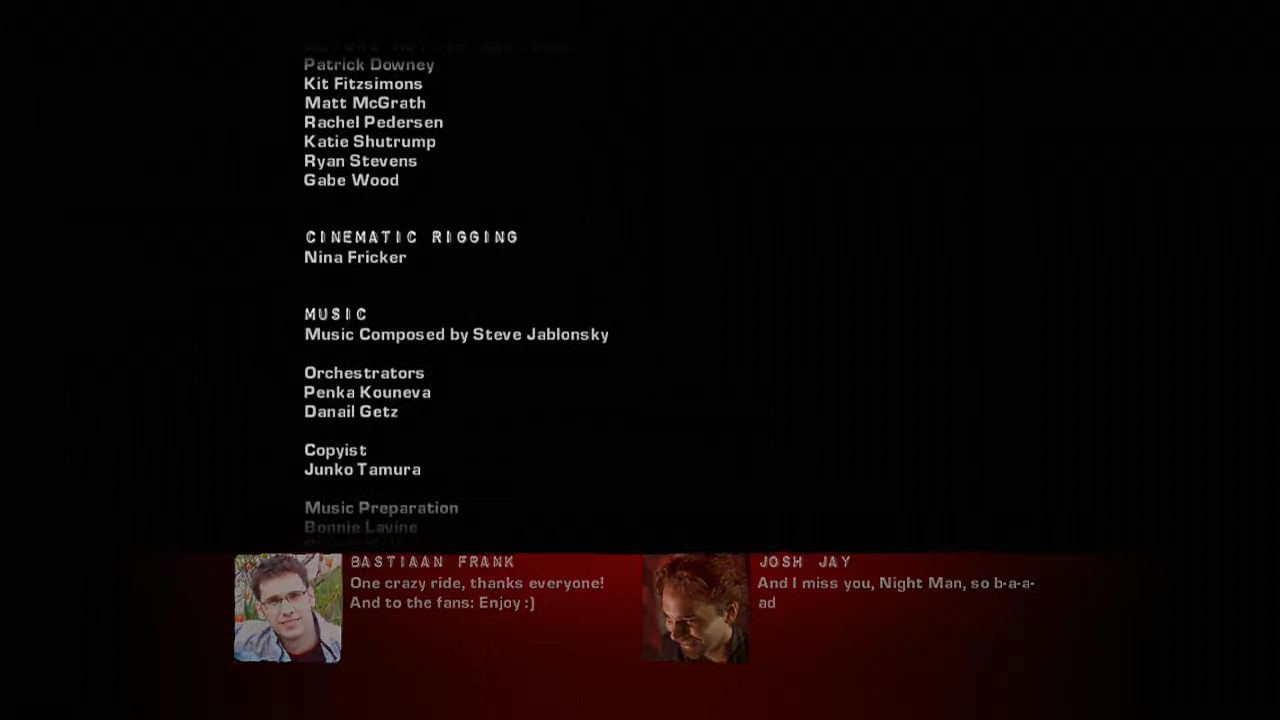 Patrick Downey
Kit Fitzsimons
Matt McGrath
Rachel Pedersen
Katie Shutrump
Ryan Stevens
Gabe Wood
CINEMATIC RIGGING
Nina Fricker
MUSIC
Music Composed by Steve Jablonsky
Orchestrators
Penka Kouneva
Danail Getz
Copyist
Junko Tamura
Music Preparation
Bonnie Lavine
BASTIAAN FRANK
One crazy ride, thanks everyone!
And to the fans: Enjoy :]
JOSH JAY
And I miss you, Night Man, so b-a-a-
ad